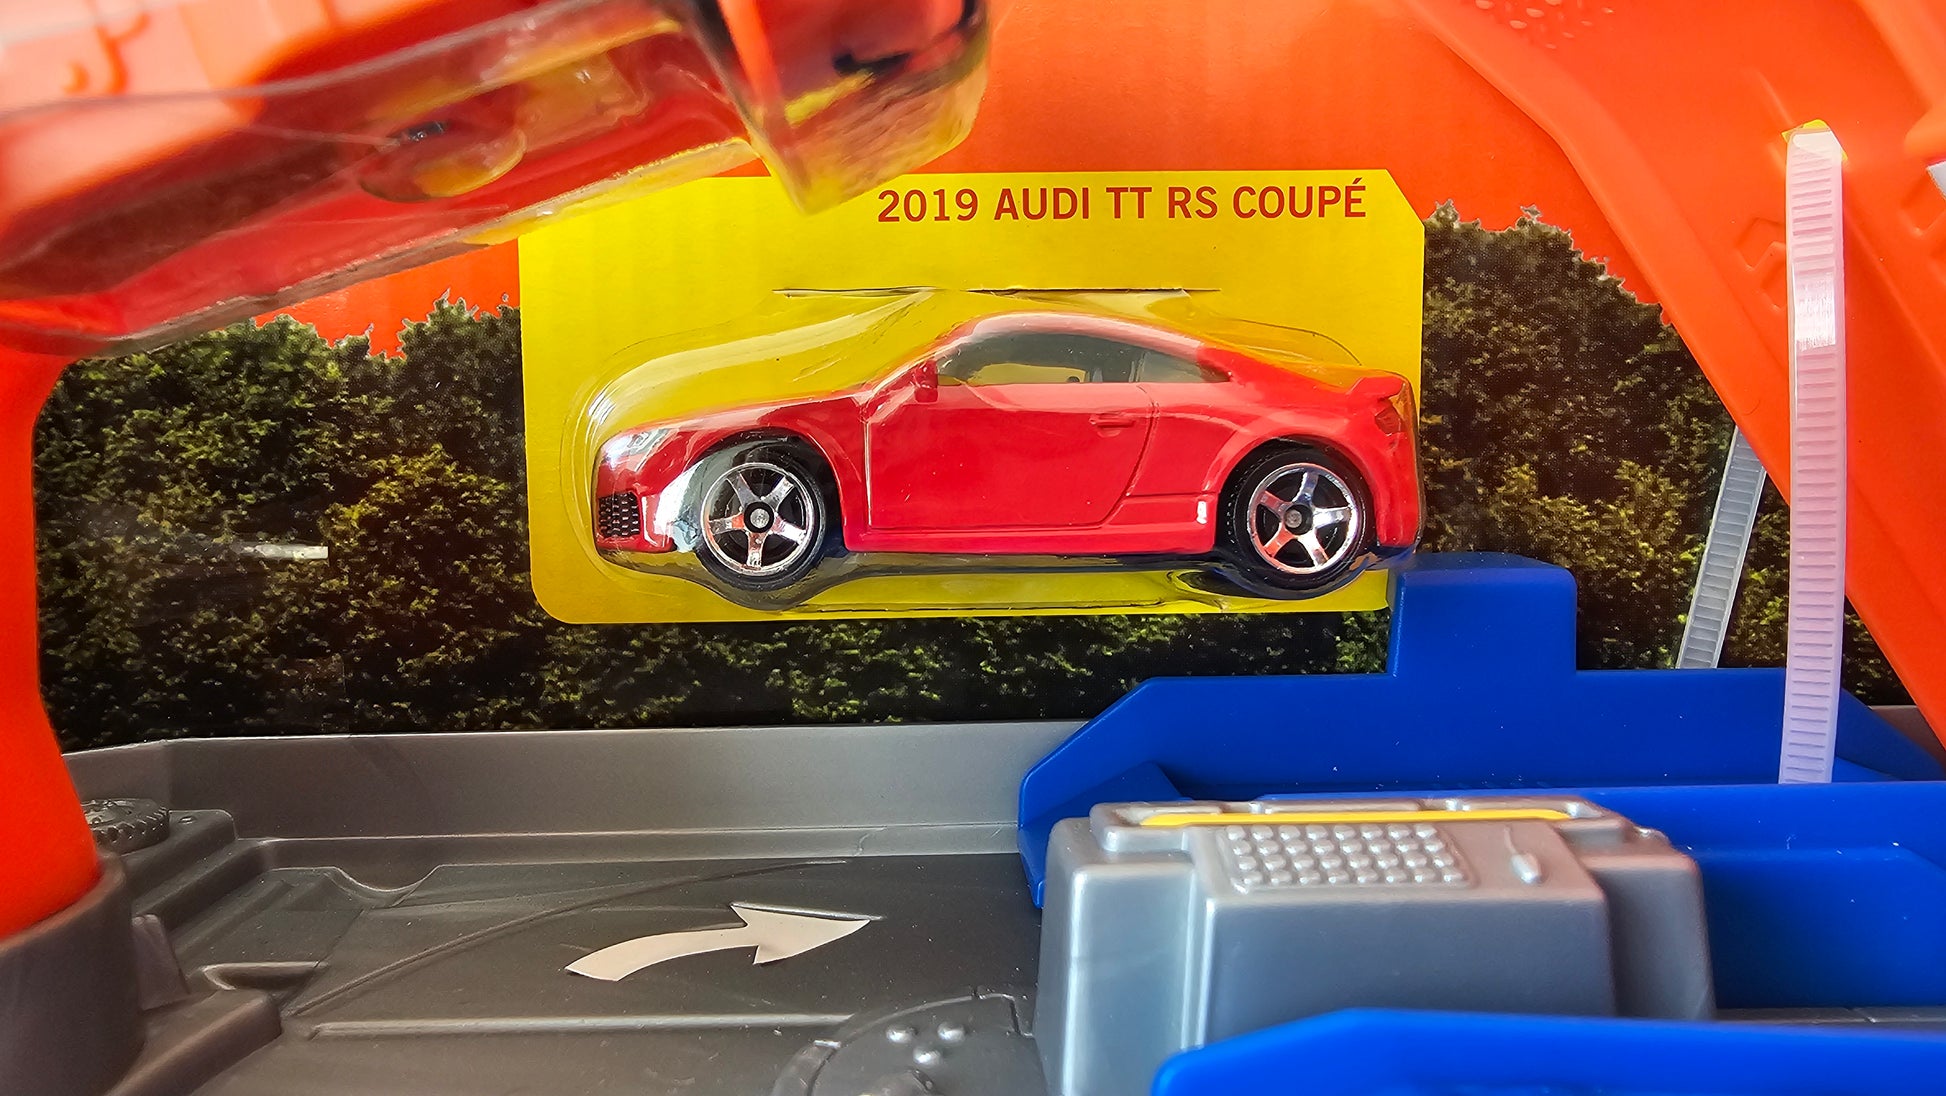 2019 AUDI TT RS COUPÉ